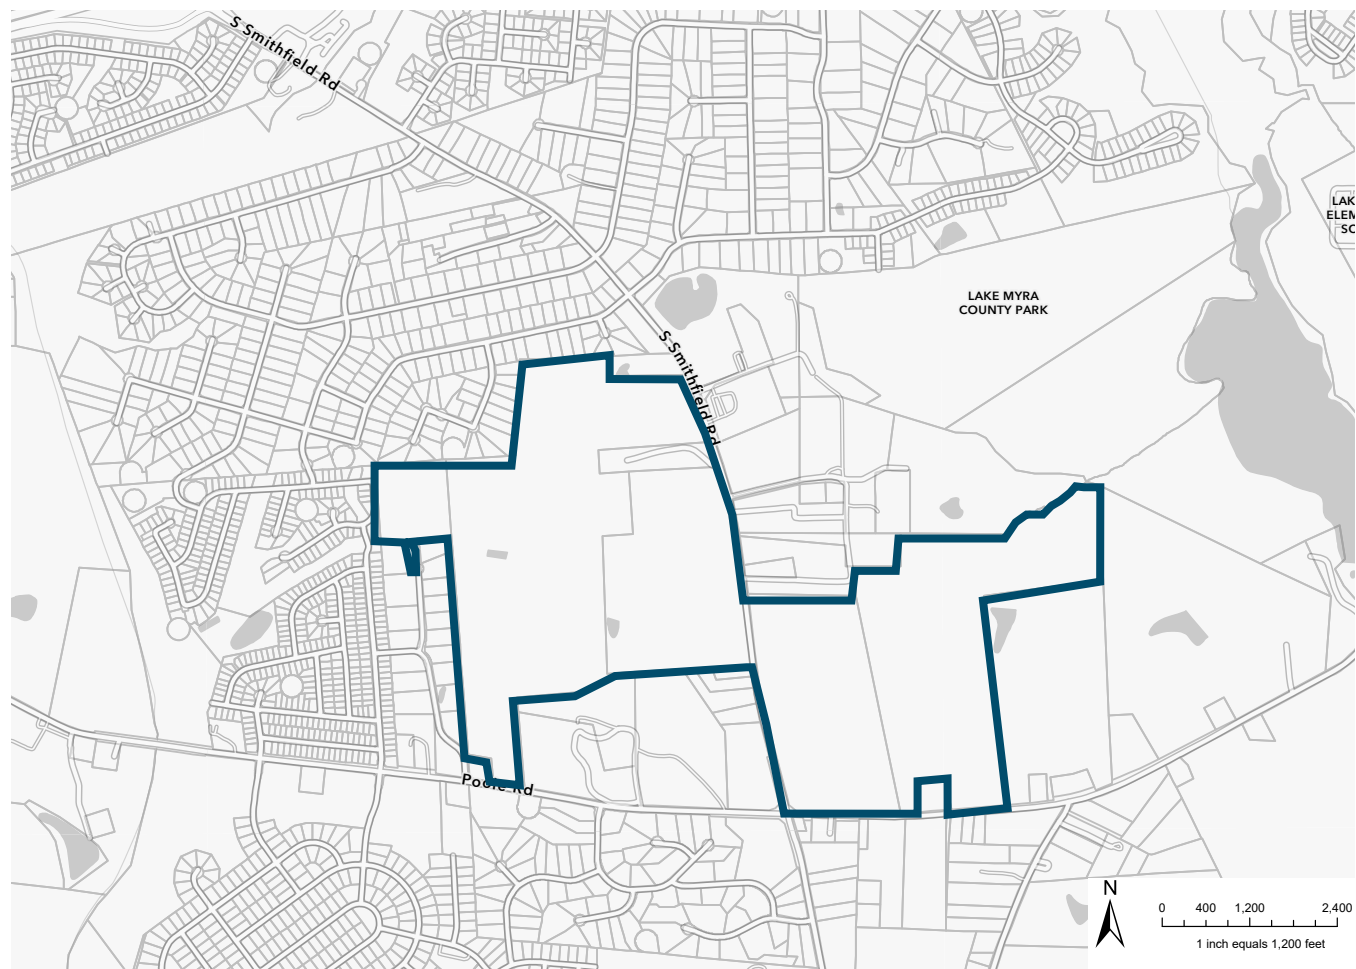 S Smithfield Rd
LAKE MYRA
COUNTY PARK
S Smithfield Rd
Poole Rd
N
0 400 1,200 2,400
1 inch equals 1,200 feet